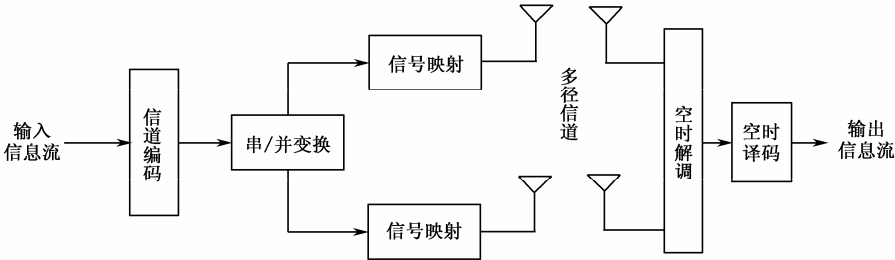 输入
信息流
信道编码
串/并变换
信号映射
信号映射
多径信道
空时解调
空时
译码
输出
信息流